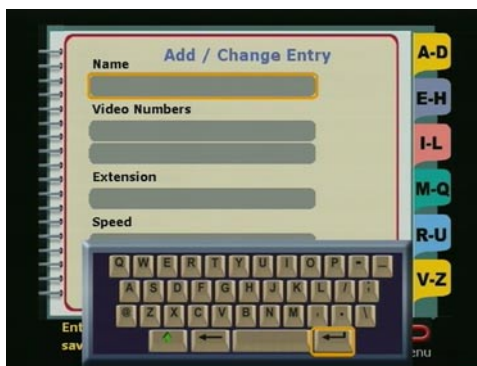 Add / Change Entry
Name
Video Numbers
Extension
Speed
A-D
E-H
I-L
M-Q
R-U
V-Z
Q W E R T Y U I O P - _
A S D F G H J K L / ;
@ Z X C V B N M , . \
Ent
sav
enu